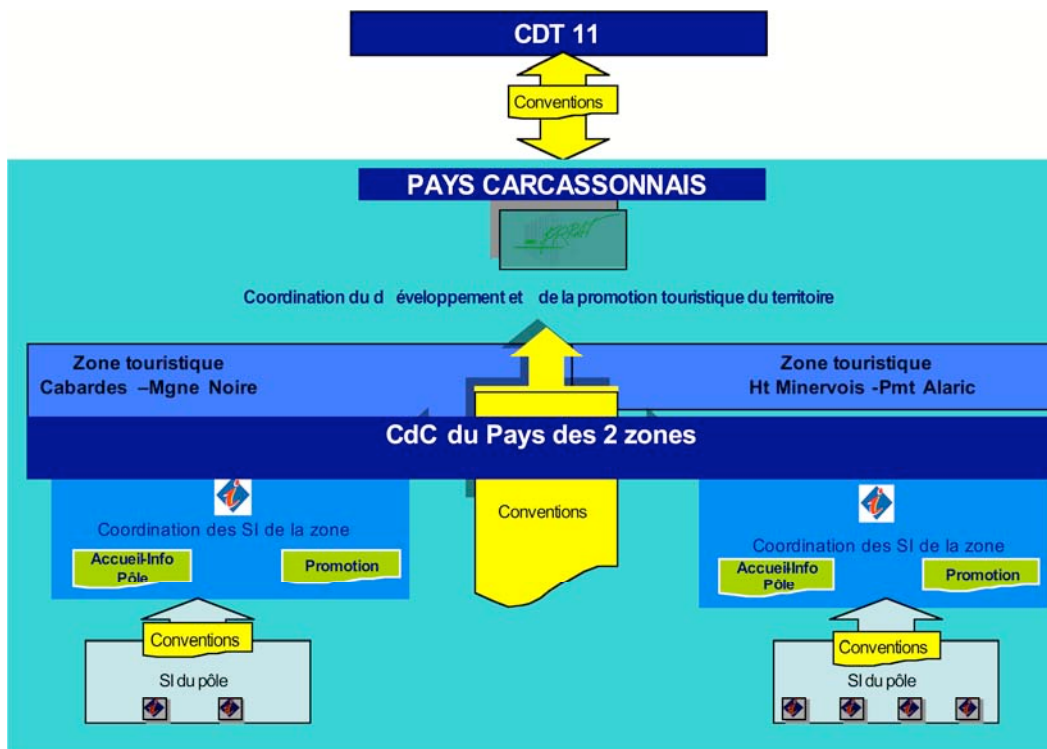 CDT 11
Conventions
PAYS CARCASSONNAIS
Coordination du d éveloppement et de la promotion touristique du territoire
Zone touristique
Cabardes –Mgne Noire
Zone touristique
Ht Minervois -Pmt Alaric
CdC du Pays des 2 zones
Conventions
Coordination des SI de la zone
Accueil-Info
Pôle
Promotion
Coordination des SI de la zone
Accueil-Info
Pôle
Promotion
Conventions
SI du pôle
Conventions
SI du pôle